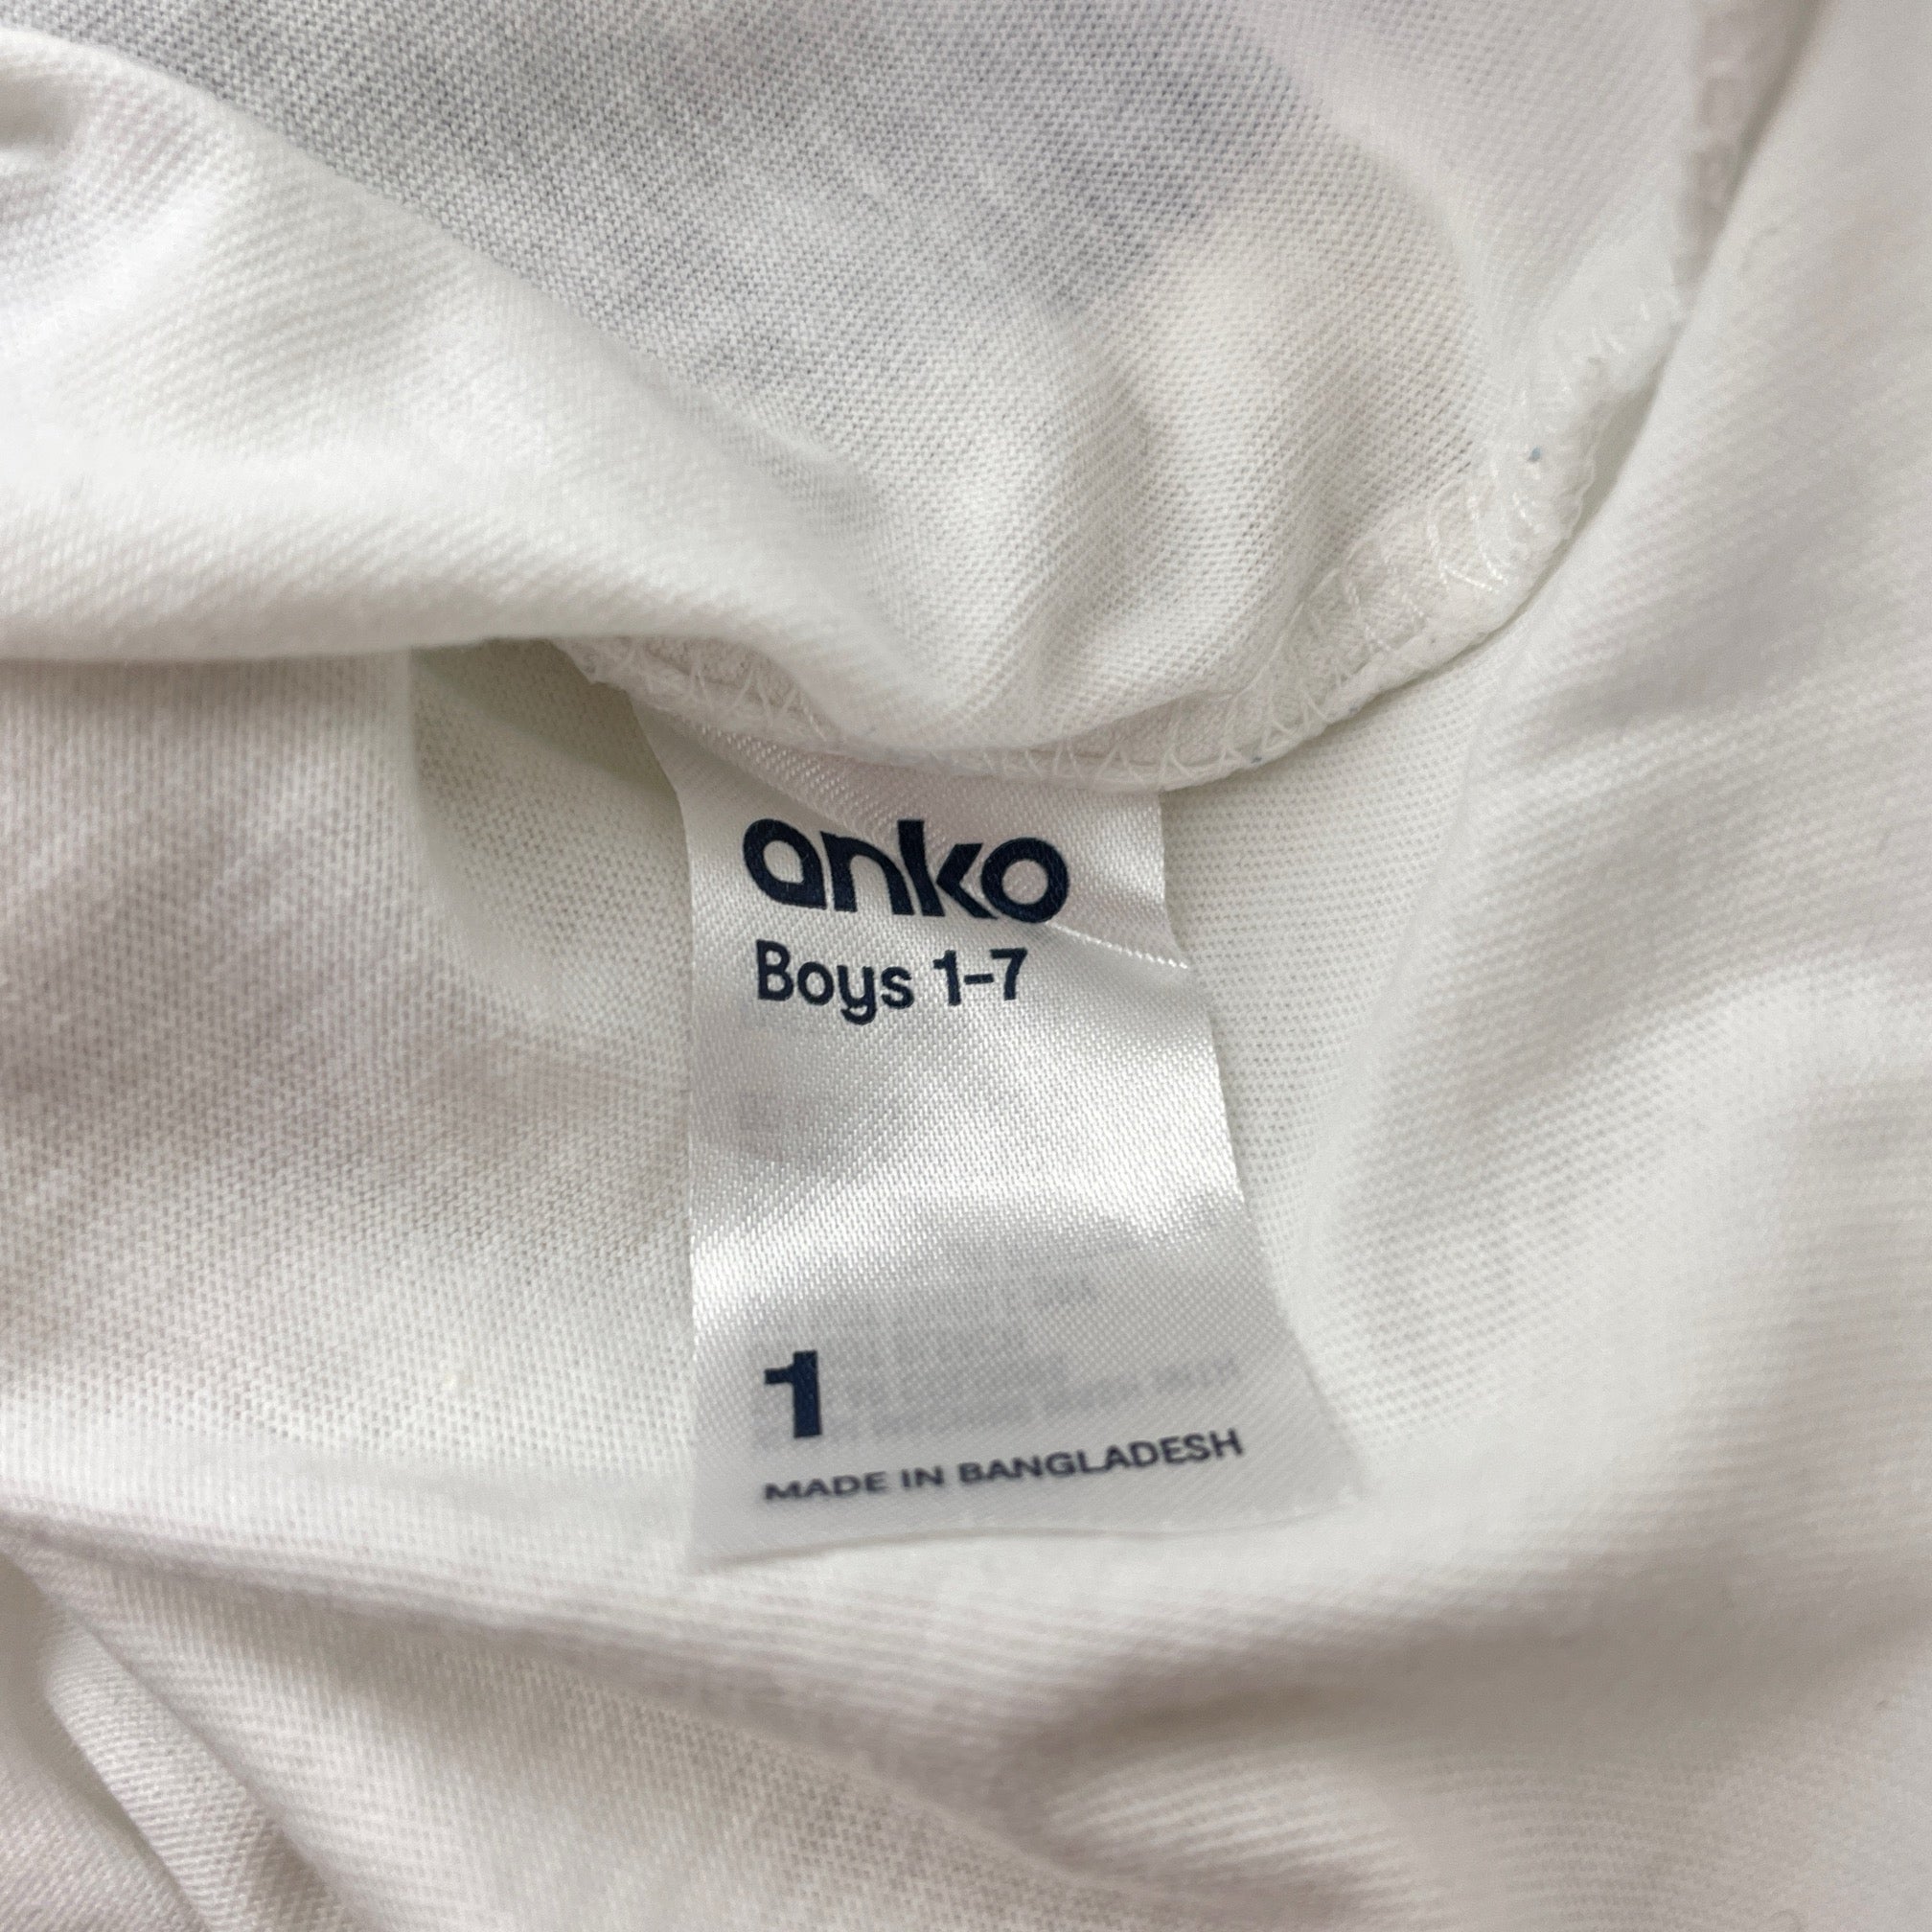 anko
Boys 1-7
1
MADE IN BANGLADESH